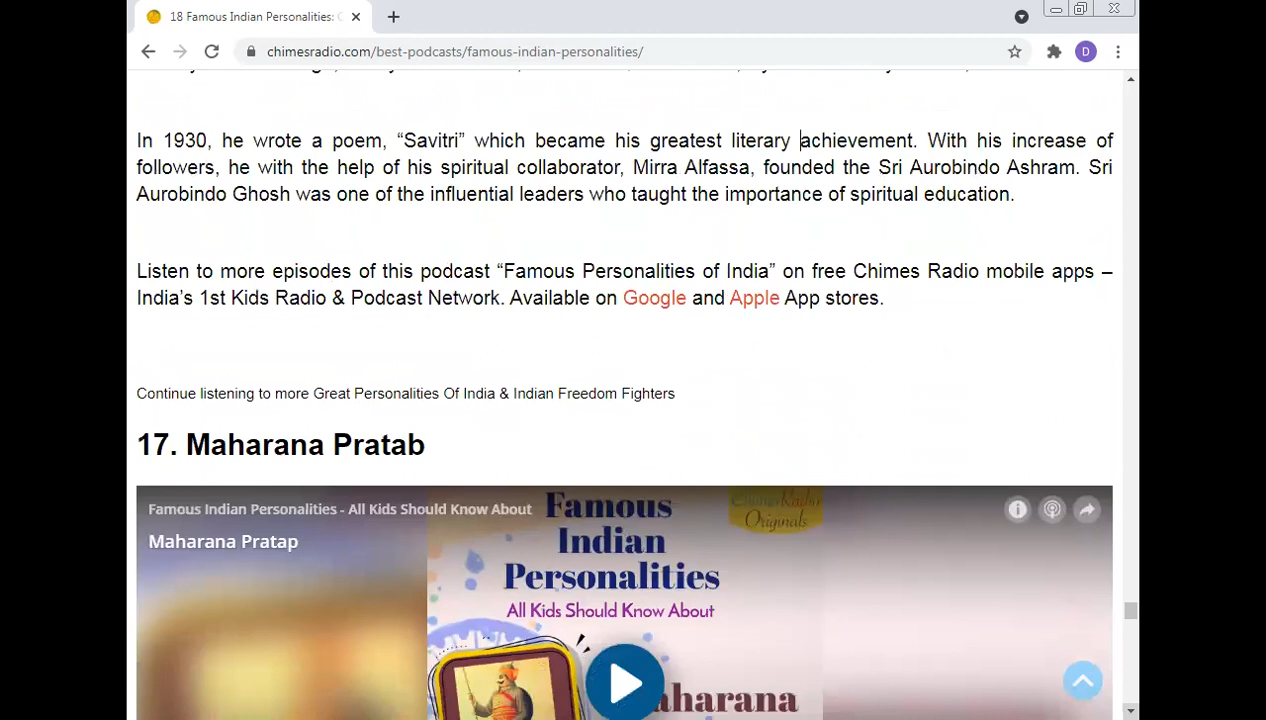 18 Famous Indian Personalities:
chimesradio.com/best-podcasts/famous-indian-personalities/
D
In 1930, he wrote a poem, “Savitri” which became his greatest literary achievement. With his increase of
followers, he with the help of his spiritual collaborator, Mirra Alfassa, founded the Sri Aurobindo Ashram. Sri
Aurobindo Ghosh was one of the influential leaders who taught the importance of spiritual education.
Listen to more episodes of this podcast “Famous Personalities of India” on free Chimes Radio mobile apps –
India’s 1st Kids Radio & Podcast Network. Available on Google and Apple App stores.
Continue listening to more Great Personalities Of India & Indian Freedom Fighters
17. Maharana Pratab
Famous Indian Personalities - All Kids Should Know About
Maharana Pratap
Famous
Indian
Personalities
All Kids Should Know About
ChimesRadio
Originals
aharana